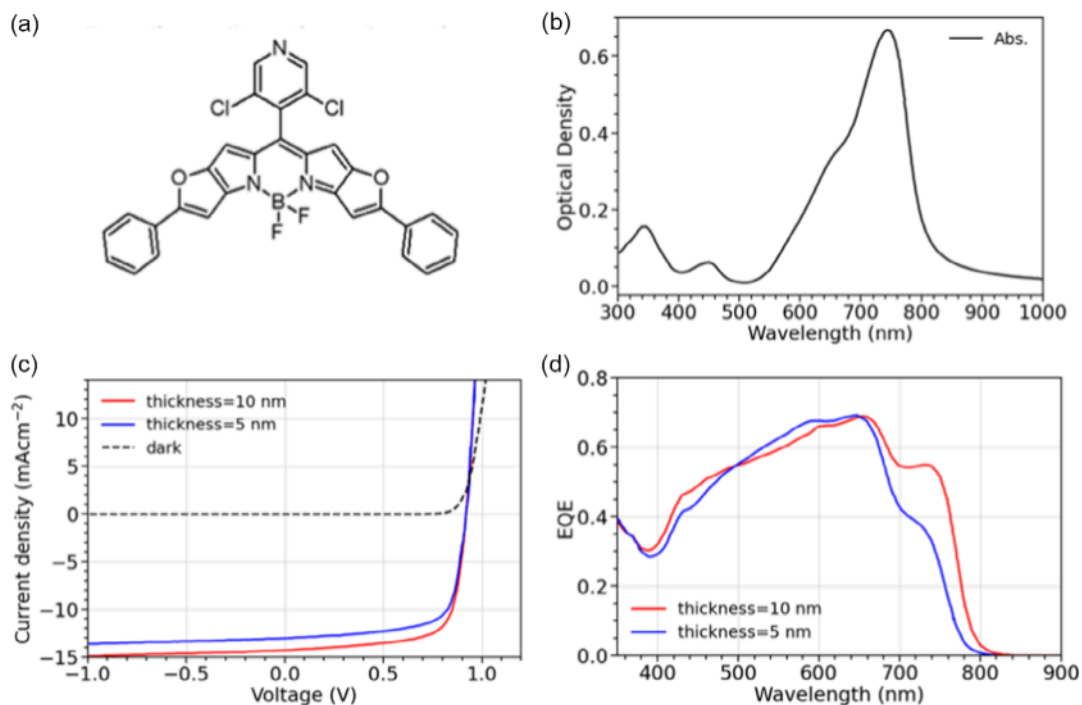 (a)
N
Cl
Cl
O
O
N
N
B
F
F
(b)
Abs.
Optical Density
0.6
0.4
0.2
0.0
300 400 500 600 700 800 900 1000
Wavelength (nm)
(c)
thickness=10 nm
thickness=5 nm
dark
Current density (mAcm⁻²)
10
5
0
−5
−10
−15
−1.0 −0.5 0.0 0.5 1.0
Voltage (V)
(d)
EQE
0.8
0.6
0.4
0.2
0.0
thickness=10 nm
thickness=5 nm
400 500 600 700 800 900
Wavelength (nm)